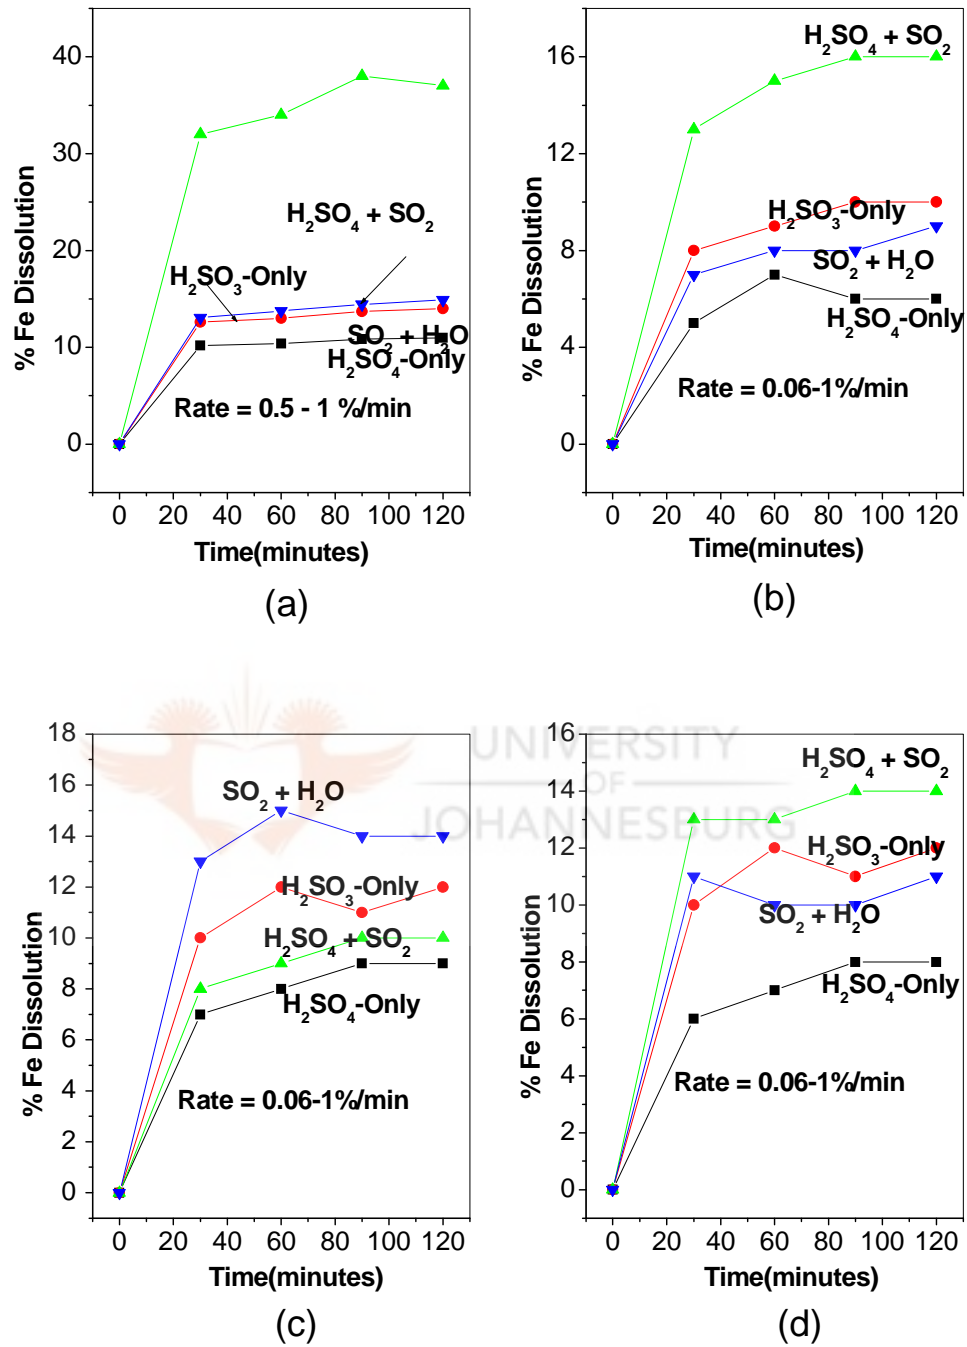 40
30
20
10
0
% Fe Dissolution
H₂SO₄ + SO₂
H₂SO₃-Only
SO₂ + H₂O
H₂SO₄-Only
Rate = 0.5 - 1 %/min
0 20 40 60 80 100 120
Time(minutes)
(a)
16
12
8
4
0
% Fe Dissolution
H₂SO₄ + SO₂
H₂SO₃-Only
SO₂ + H₂O
H₂SO₄-Only
Rate = 0.06-1%/min
0 20 40 60 80 100 120
Time(minutes)
(b)
UNIVERSITY
OF
JOHANNESBURG
18
16
14
12
10
8
6
4
2
0
% Fe Dissolution
SO₂ + H₂O
H₂SO₃-Only
H₂SO₄ + SO₂
H₂SO₄-Only
Rate = 0.06-1%/min
0 20 40 60 80 100 120
Time(minutes)
(c)
16
14
12
10
8
6
4
2
0
% Fe Dissolution
H₂SO₄ + SO₂
H₂SO₃-Only
SO₂ + H₂O
H₂SO₄-Only
Rate = 0.06-1%/min
0 20 40 60 80 100 120
Time(minutes)
(d)